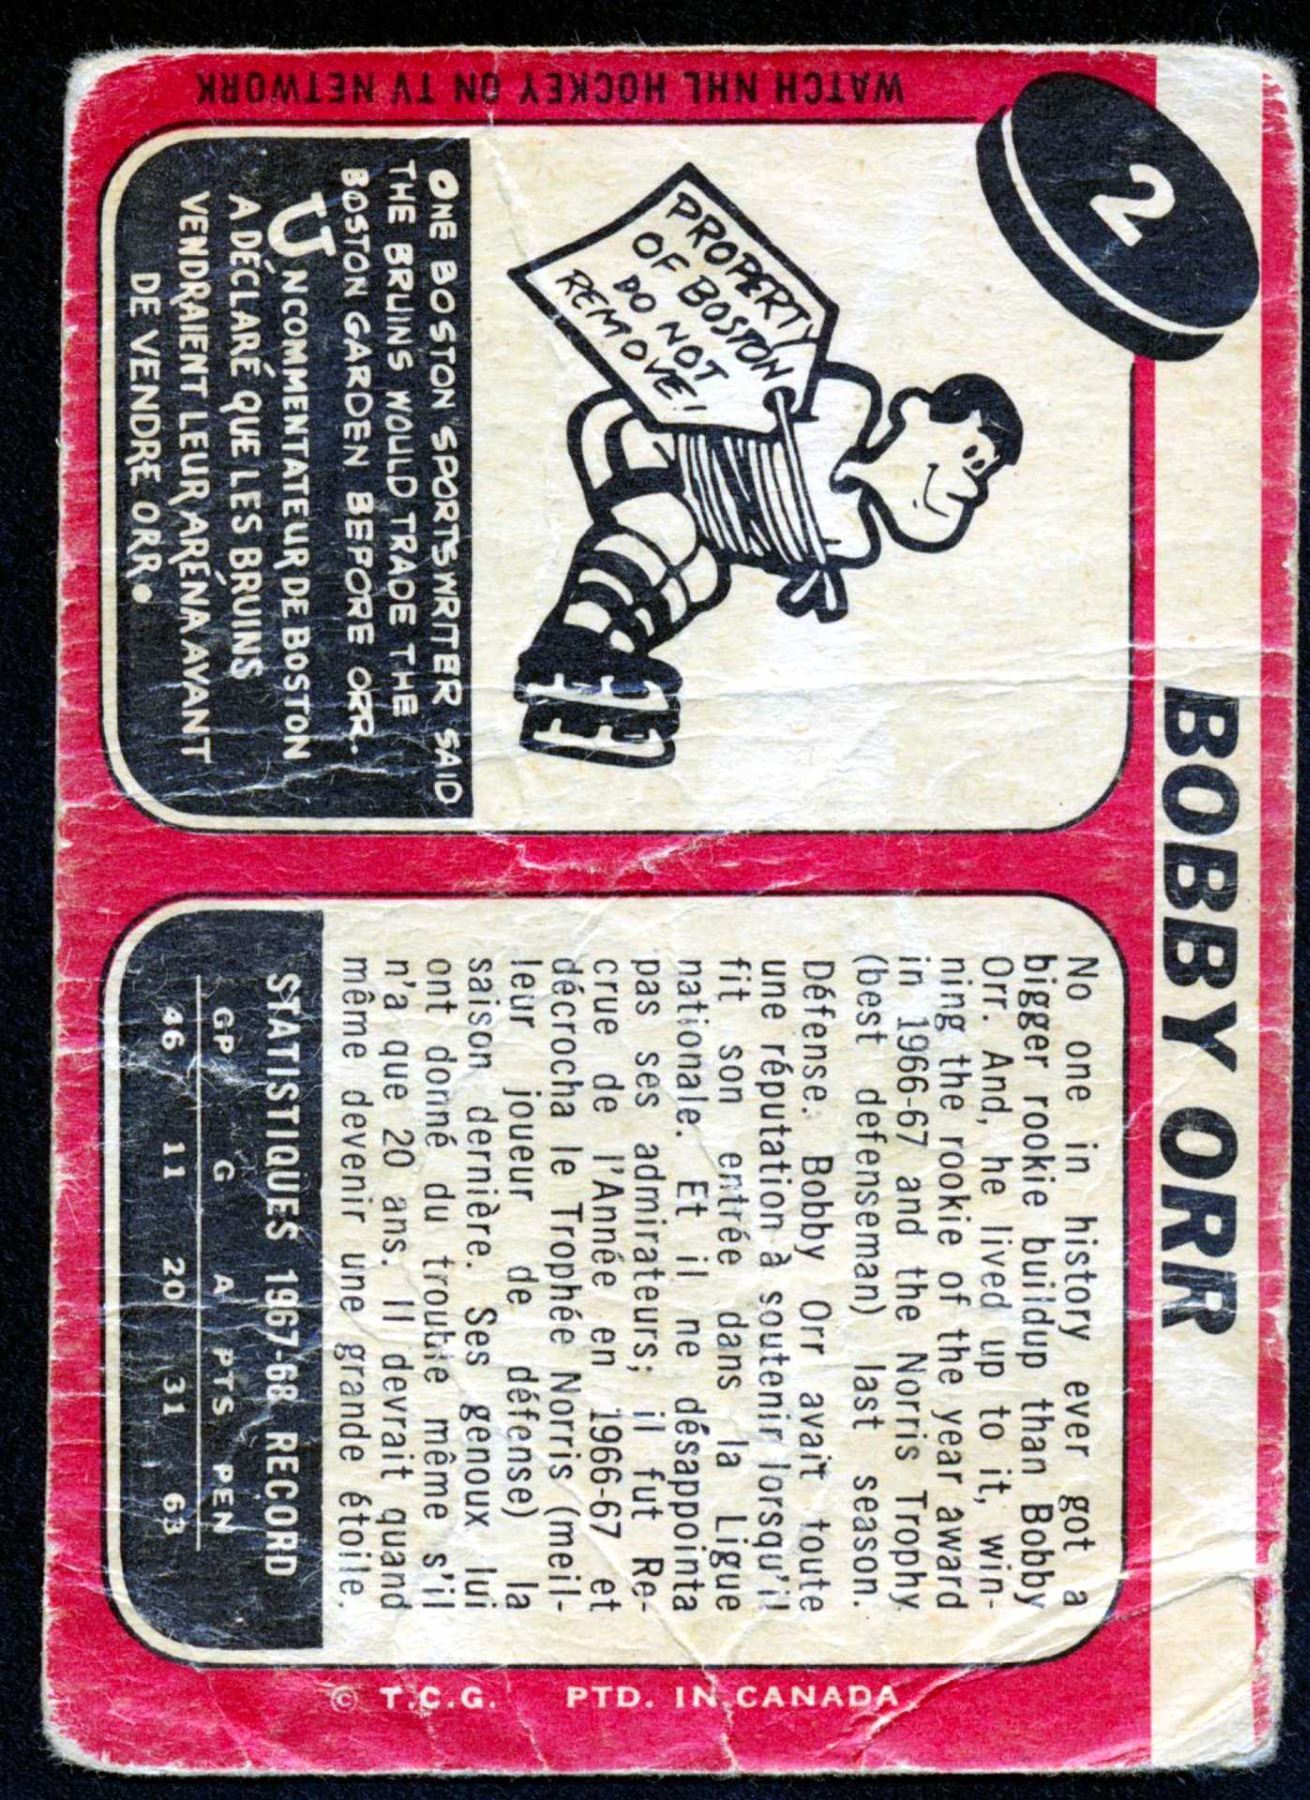 2
BOBBY ORR
WATCH NHL HOCKEY ON TV NETWORK
PROPERTY
OF BOSTON
DO NOT
REMOVE!
ONE BOSTON SPORTSWRITER SAID
THE BRUINS WOULD TRADE THE
BOSTON GARDEN BEFORE ORR.
UNCOMMENTATEUR DE BOSTON
A DÉCLARÉ QUE LES BRUINS
VENDRAIENT LEUR ARÉNA AVANT
DE VENDRE ORR.
No one in history ever got a
bigger rookie buildup than Bobby
Orr. And, he lived up to it, win-
ning the rookie of the year award
in 1966-67 and the Norris Trophy
(best defenseman) last season.
Défense. Bobby Orr avait toute
une réputation à soutenir lorsqu'il
fit son entrée dans la Ligue
nationale. Et il ne désappointa
pas ses admirateurs; il fut Re-
crue de l'Année en 1966-67 et
décrocha le Trophée Norris (meil-
leur joueur de défense) la
saison dernière. Ses genoux lui
ont donné du trouble même s'il
n'a que 20 ans. Il devrait quand
même devenir une grande étoile.
STATISTIQUES 1967-68 RECORD
GP G A PTS PEN
46 11 20 31 63
© T.C.G. PTD. IN CANADA